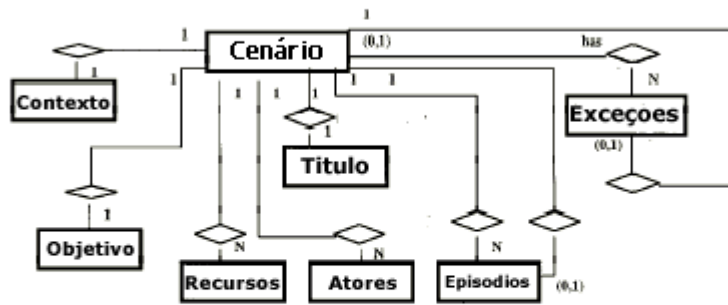 1
Cenário
(0,1)
has
1
1
1
1
1
1
1
1
1
N
Contexto
Exceçoes
(0,1)
1
Titulo
1
Objetivo
N
N
N
Recursos
Atores
Episodios
(0,1)